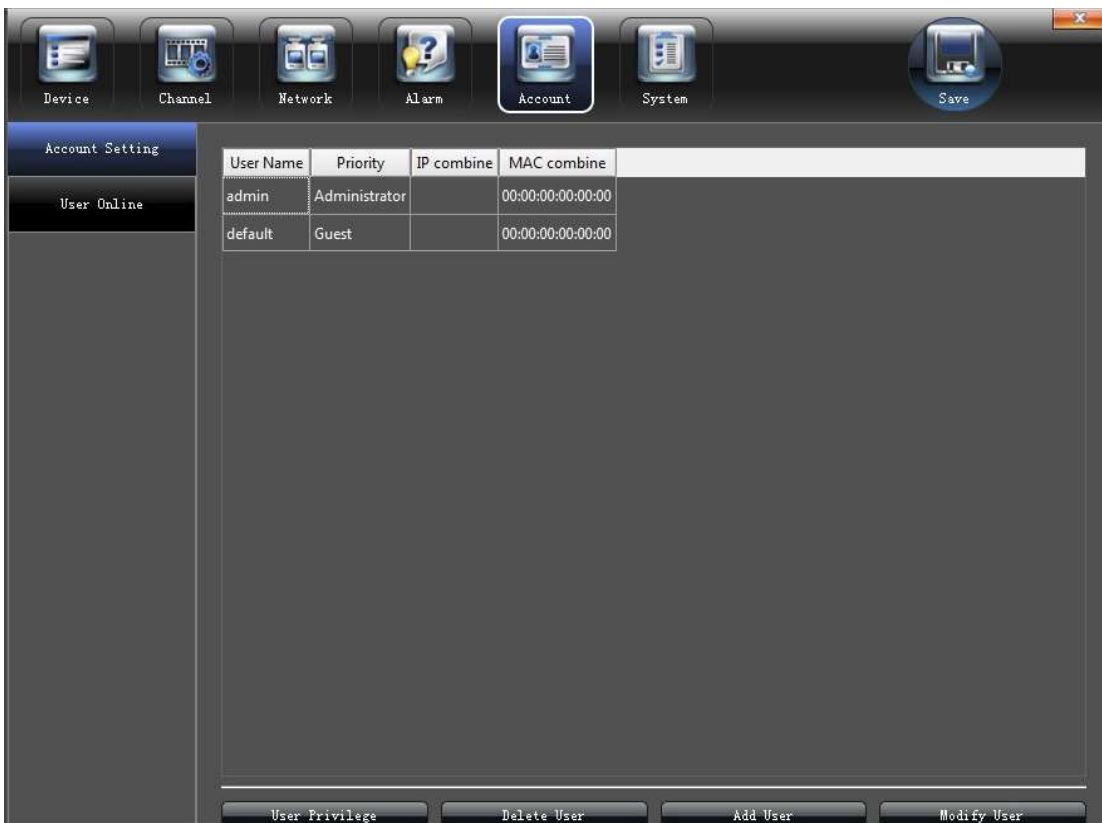 x
Device Channel Network Alarm Account System Save
Account Setting
User Online
User Name Priority IP combine MAC combine
admin Administrator 00:00:00:00:00:00
default Guest 00:00:00:00:00:00
User Privilege Delete User Add User Modify User